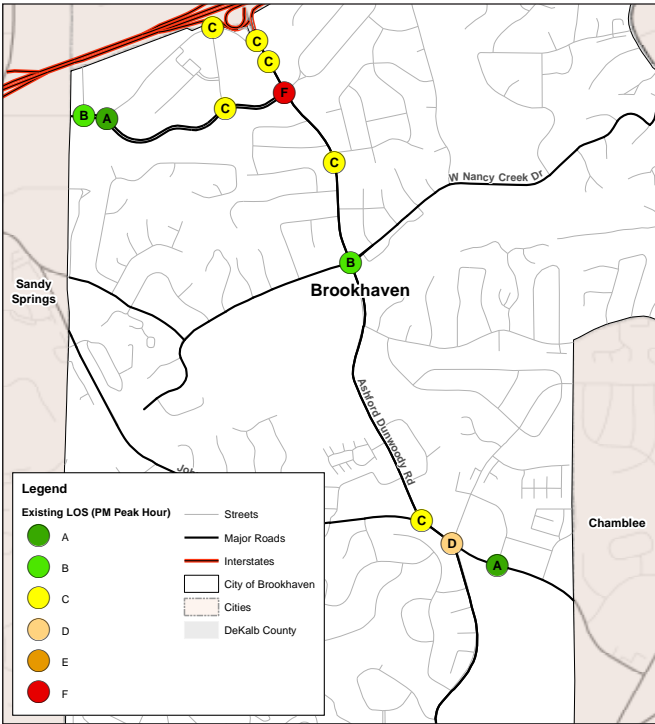 C
C
C
F
C
B
A
C
W Nancy Creek Dr
B
Sandy
Springs
Brookhaven
Ashford Dunwoody Rd
Joh
C
D
A
Chamblee
Legend
Existing LOS (PM Peak Hour)
A
B
C
D
E
F
Streets
Major Roads
Interstates
City of Brookhaven
Cities
DeKalb County